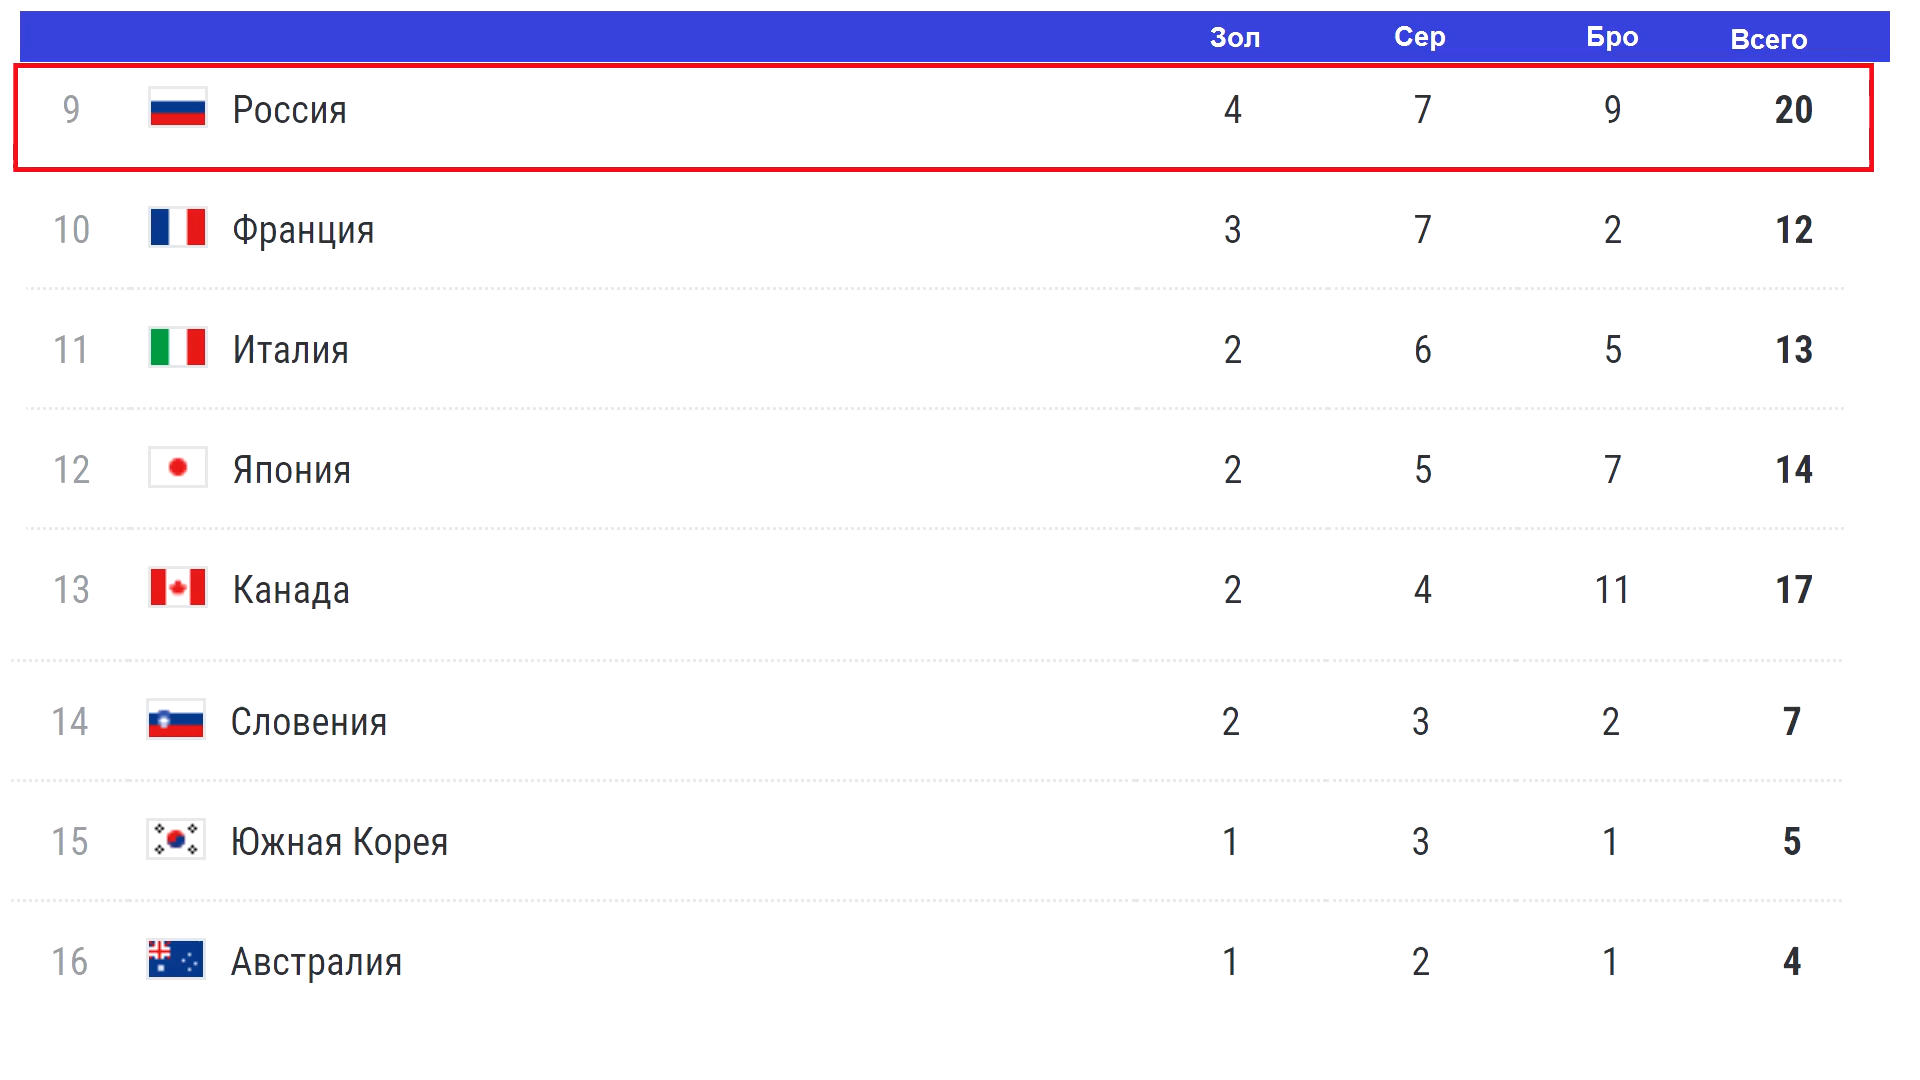 Зол Сер Бро Всего
9 Россия 4 7 9 20
10 Франция 3 7 2 12
11 Италия 2 6 5 13
12 Япония 2 5 7 14
13 Канада 2 4 11 17
14 Словения 2 3 2 7
15 Южная Корея 1 3 1 5
16 Австралия 1 2 1 4